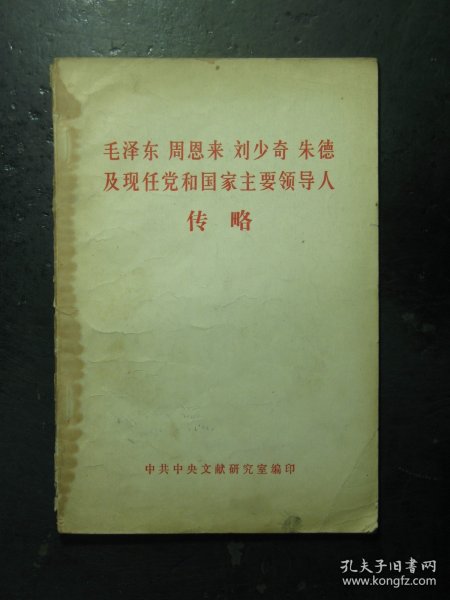 毛泽东 周恩来 刘少奇 朱德
及现任党和国家主要领导人
传略
中共中央文献研究室编印
孔夫子旧书网
www.kongfz.com